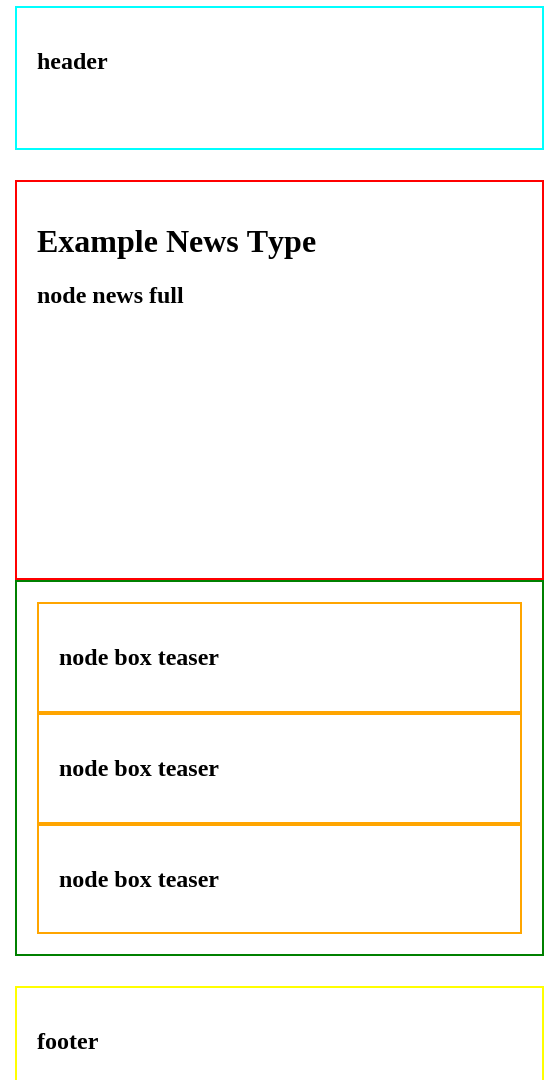 header
Example News Type
node news full
node box teaser
node box teaser
node box teaser
footer